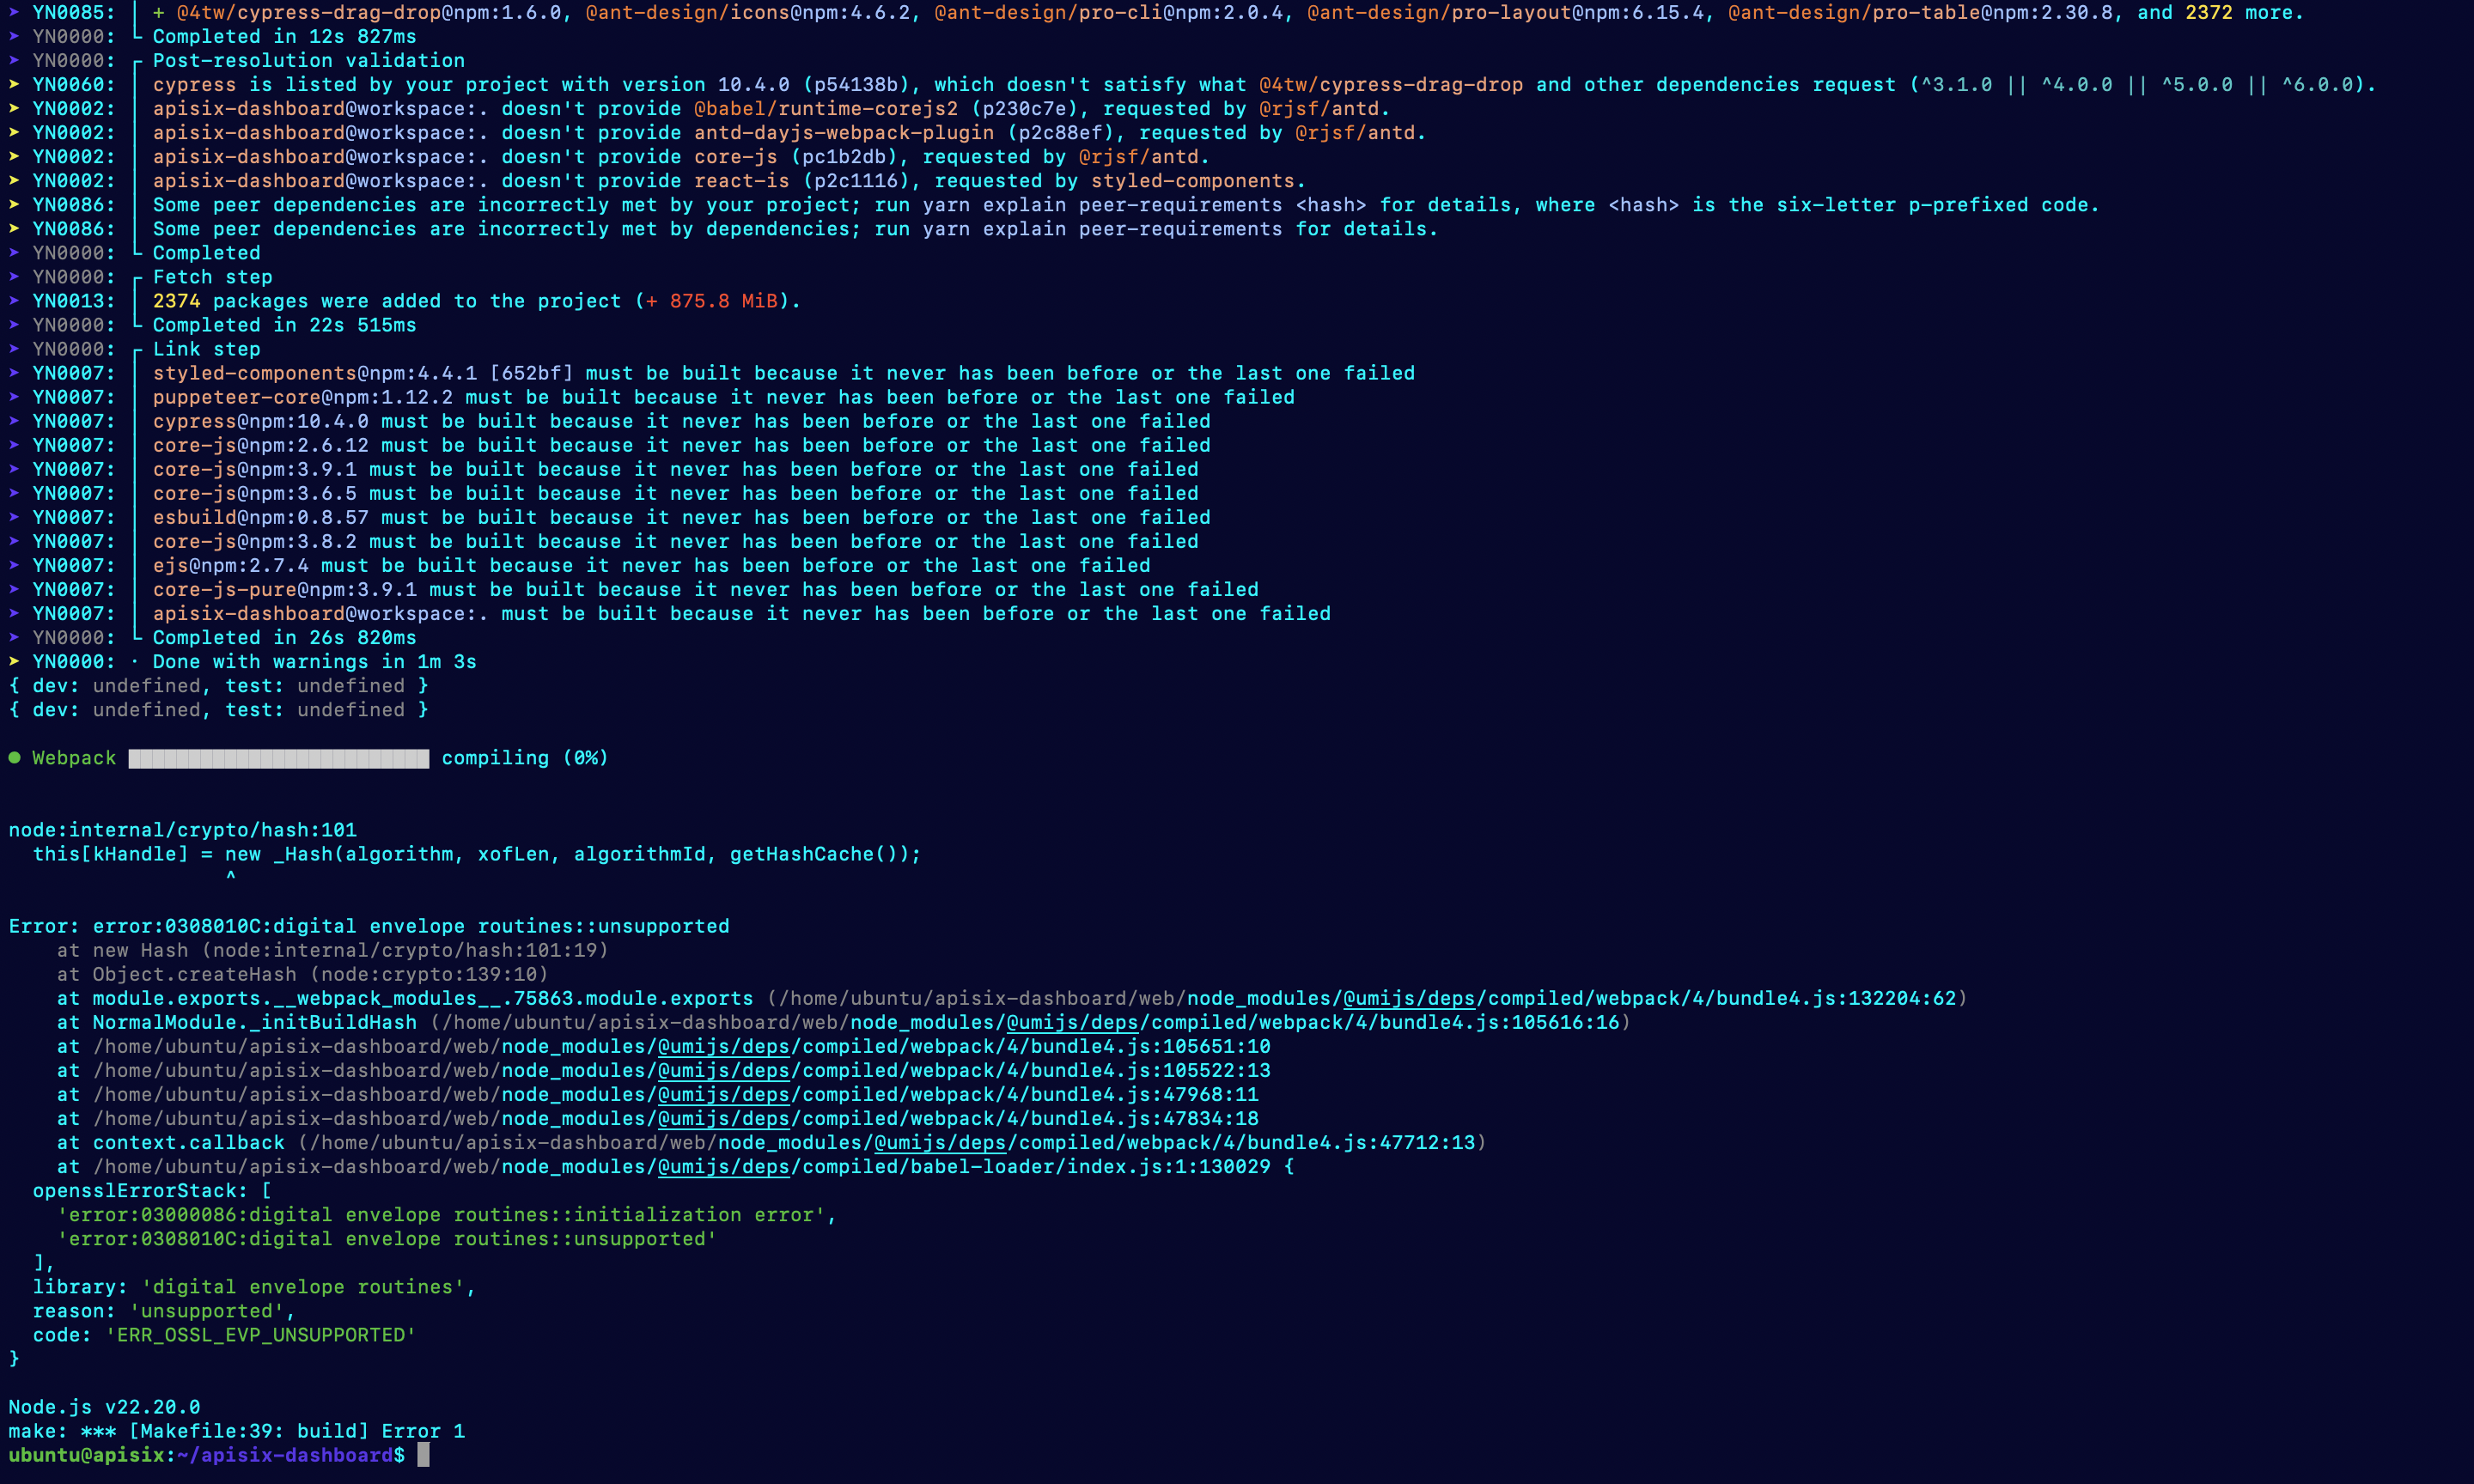 ➤ YN0085: │ + @4tw/cypress-drag-drop@npm:1.6.0, @ant-design/icons@npm:4.6.2, @ant-design/pro-cli@npm:2.0.4, @ant-design/pro-layout@npm:6.15.4, @ant-design/pro-table@npm:2.30.8, and 2372 more.
➤ YN0000: └ Completed in 12s 827ms
➤ YN0000: ┌ Post-resolution validation
➤ YN0060: │ cypress is listed by your project with version 10.4.0 (p54138b), which doesn't satisfy what @4tw/cypress-drag-drop and other dependencies request (^3.1.0 || ^4.0.0 || ^5.0.0 || ^6.0.0).
➤ YN0002: │ apisix-dashboard@workspace:. doesn't provide @babel/runtime-corejs2 (p230c7e), requested by @rjsf/antd.
➤ YN0002: │ apisix-dashboard@workspace:. doesn't provide antd-dayjs-webpack-plugin (p2c88ef), requested by @rjsf/antd.
➤ YN0002: │ apisix-dashboard@workspace:. doesn't provide core-js (pc1b2db), requested by @rjsf/antd.
➤ YN0002: │ apisix-dashboard@workspace:. doesn't provide react-is (p2c1116), requested by styled-components.
➤ YN0086: │ Some peer dependencies are incorrectly met by your project; run yarn explain peer-requirements <hash> for details, where <hash> is the six-letter p-prefixed code.
➤ YN0086: │ Some peer dependencies are incorrectly met by dependencies; run yarn explain peer-requirements for details.
➤ YN0000: └ Completed
➤ YN0000: ┌ Fetch step
➤ YN0013: │ 2374 packages were added to the project (+ 875.8 MiB).
➤ YN0000: └ Completed in 22s 515ms
➤ YN0000: ┌ Link step
➤ YN0007: │ styled-components@npm:4.4.1 [652bf] must be built because it never has been before or the last one failed
➤ YN0007: │ puppeteer-core@npm:1.12.2 must be built because it never has been before or the last one failed
➤ YN0007: │ cypress@npm:10.4.0 must be built because it never has been before or the last one failed
➤ YN0007: │ core-js@npm:2.6.12 must be built because it never has been before or the last one failed
➤ YN0007: │ core-js@npm:3.9.1 must be built because it never has been before or the last one failed
➤ YN0007: │ core-js@npm:3.6.5 must be built because it never has been before or the last one failed
➤ YN0007: │ esbuild@npm:0.8.57 must be built because it never has been before or the last one failed
➤ YN0007: │ core-js@npm:3.8.2 must be built because it never has been before or the last one failed
➤ YN0007: │ ejs@npm:2.7.4 must be built because it never has been before or the last one failed
➤ YN0007: │ core-js-pure@npm:3.9.1 must be built because it never has been before or the last one failed
➤ YN0007: │ apisix-dashboard@workspace:. must be built because it never has been before or the last one failed
➤ YN0000: └ Completed in 26s 820ms
➤ YN0000: · Done with warnings in 1m 3s
{ dev: undefined, test: undefined }
{ dev: undefined, test: undefined }
● Webpack █████████████████████████ compiling (0%)
node:internal/crypto/hash:101
  this[kHandle] = new _Hash(algorithm, xofLen, algorithmId, getHashCache());
                  ^
Error: error:0308010C:digital envelope routines::unsupported
    at new Hash (node:internal/crypto/hash:101:19)
    at Object.createHash (node:crypto:139:10)
    at module.exports.__webpack_modules__.75863.module.exports (/home/ubuntu/apisix-dashboard/web/node_modules/@umijs/deps/compiled/webpack/4/bundle4.js:132204:62)
    at NormalModule._initBuildHash (/home/ubuntu/apisix-dashboard/web/node_modules/@umijs/deps/compiled/webpack/4/bundle4.js:105616:16)
    at /home/ubuntu/apisix-dashboard/web/node_modules/@umijs/deps/compiled/webpack/4/bundle4.js:105651:10
    at /home/ubuntu/apisix-dashboard/web/node_modules/@umijs/deps/compiled/webpack/4/bundle4.js:105522:13
    at /home/ubuntu/apisix-dashboard/web/node_modules/@umijs/deps/compiled/webpack/4/bundle4.js:47968:11
    at /home/ubuntu/apisix-dashboard/web/node_modules/@umijs/deps/compiled/webpack/4/bundle4.js:47834:18
    at context.callback (/home/ubuntu/apisix-dashboard/web/node_modules/@umijs/deps/compiled/webpack/4/bundle4.js:47712:13)
    at /home/ubuntu/apisix-dashboard/web/node_modules/@umijs/deps/compiled/babel-loader/index.js:1:130029 {
  opensslErrorStack: [
    'error:03000086:digital envelope routines::initialization error',
    'error:0308010C:digital envelope routines::unsupported'
  ],
  library: 'digital envelope routines',
  reason: 'unsupported',
  code: 'ERR_OSSL_EVP_UNSUPPORTED'
}
Node.js v22.20.0
make: *** [Makefile:39: build] Error 1
ubuntu@apisix:~/apisix-dashboard$